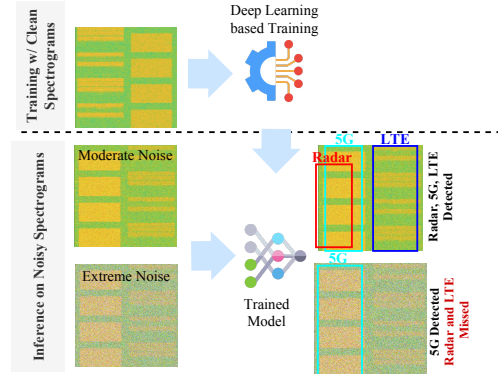 Training w/ Clean
Spectrograms
Deep Learning
based Training
Inference on Noisy Spectrograms
Moderate Noise
Extreme Noise
Trained
Model
5G
LTE
Radar
Radar, 5G, LTE
Detected
5G
5G Detected
Radar and LTE
Missed